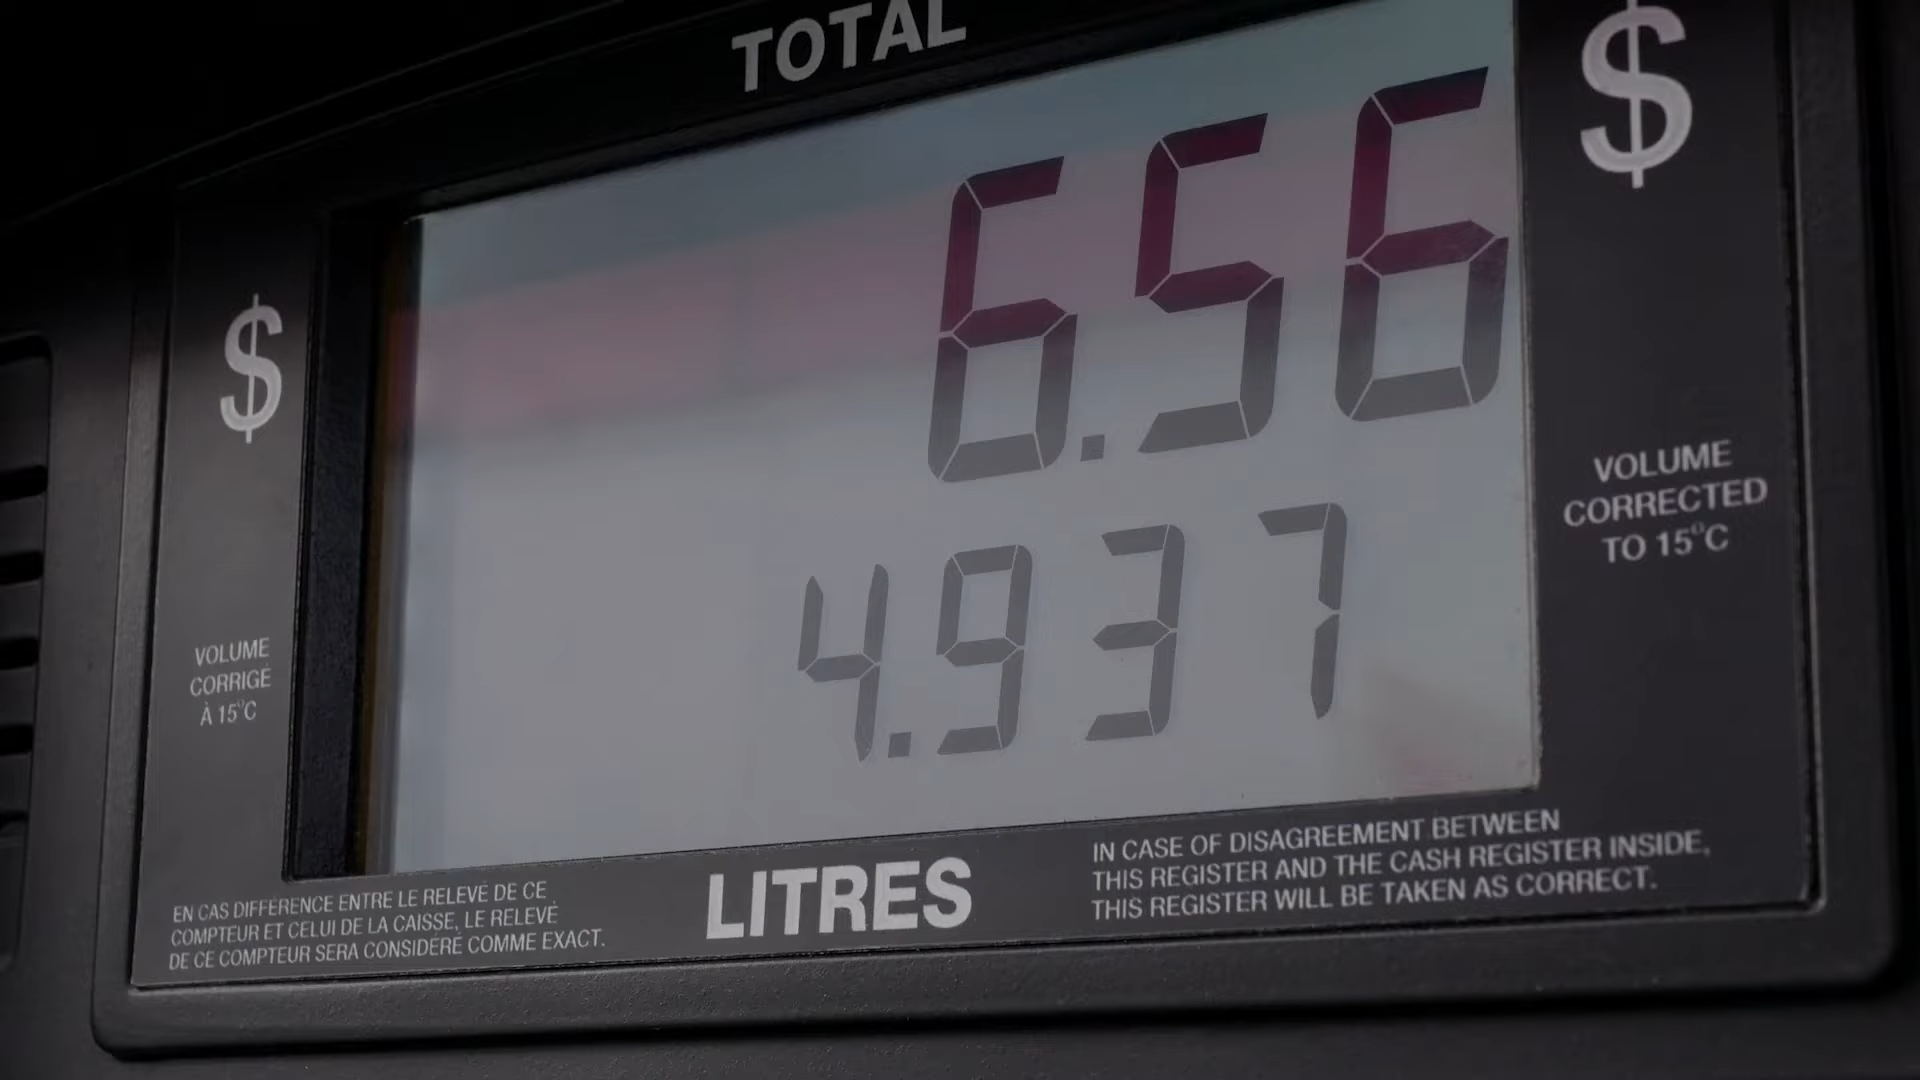 TOTAL
$
6.56
$
4.937
VOLUME
CORRECTED
TO 15°C
VOLUME
CORRIGÉ
À 15°C
LITRES
EN CAS DIFFÉRENCE ENTRE LE RELEVÉ DE CE
COMPTEUR ET CELUI DE LA CAISSE, LE RELEVÉ
DE CE COMPTEUR SERA CONSIDÉRÉ COMME EXACT.
IN CASE OF DISAGREEMENT BETWEEN
THIS REGISTER AND THE CASH REGISTER INSIDE,
THIS REGISTER WILL BE TAKEN AS CORRECT.